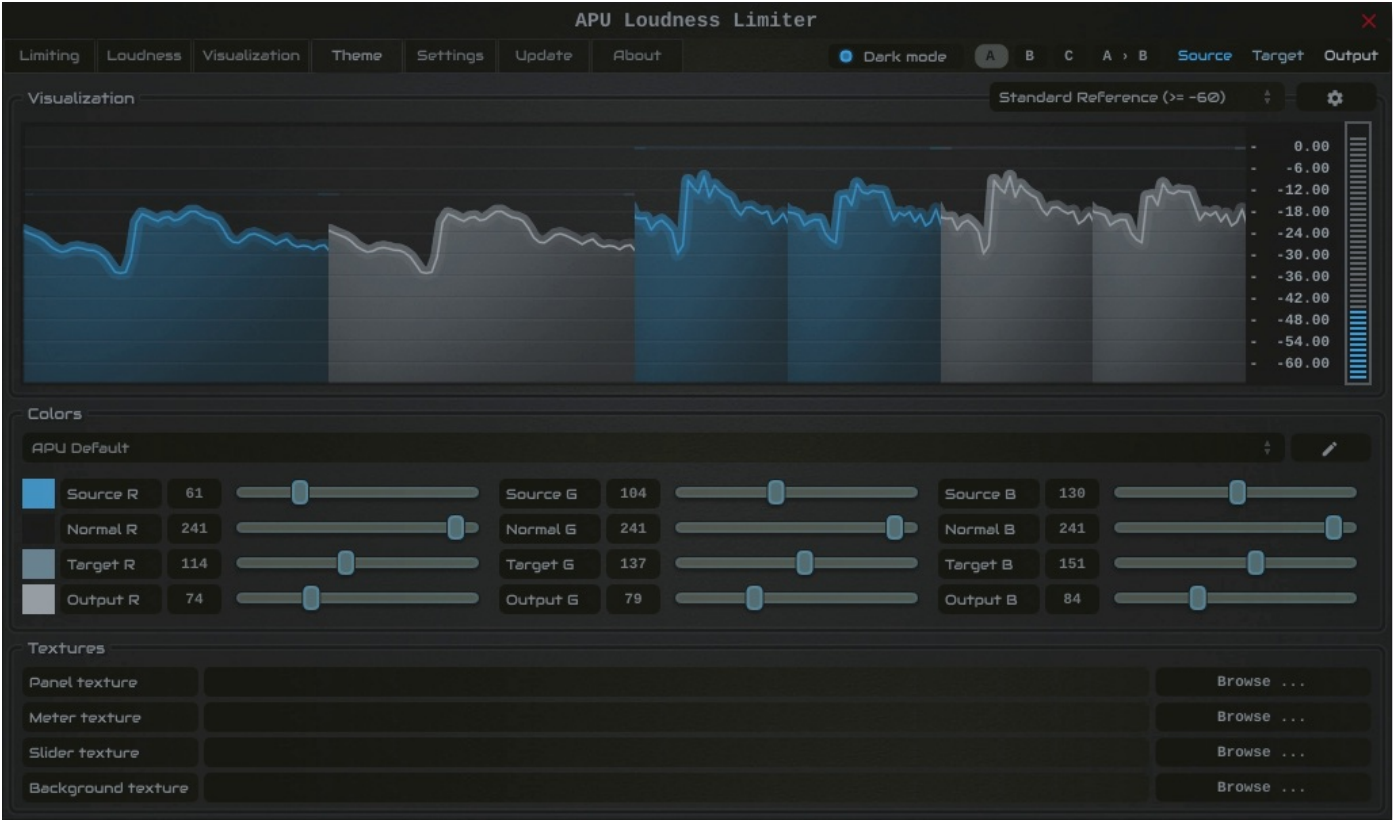 APU Loudness Limiter
Limiting Loudness Visualization Theme Settings Update About Dark mode A B C A › B Source Target Output
Visualization Standard Reference (>= -60)
- 0.00
- -6.00
- -12.00
- -18.00
- -24.00
- -30.00
- -36.00
- -42.00
- -48.00
- -54.00
- -60.00
Colors
APU Default
Source R 61 Source G 104 Source B 130
Normal R 241 Normal G 241 Normal B 241
Target R 114 Target G 137 Target B 151
Output R 74 Output G 79 Output B 84
Textures
Panel texture Browse ...
Meter texture Browse ...
Slider texture Browse ...
Background texture Browse ...